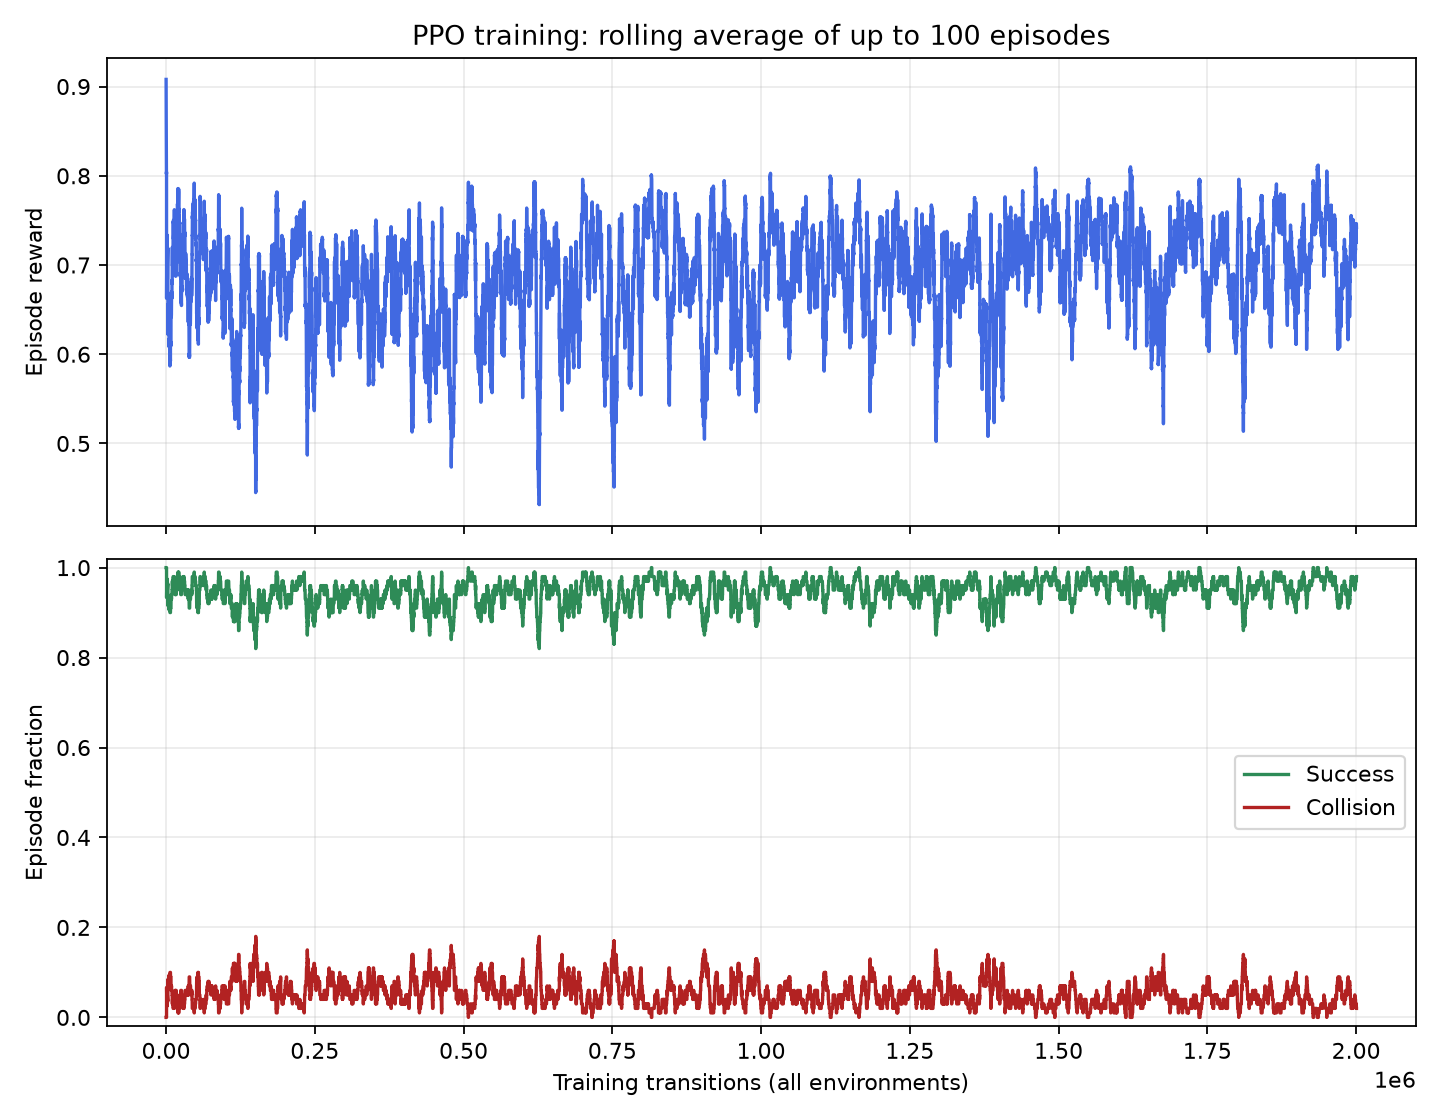 PPO training: rolling average of up to 100 episodes
Episode reward
0.9
0.8
0.7
0.6
0.5
Episode fraction
1.0
0.8
0.6
0.4
0.2
0.0
Success
Collision
0.00 0.25 0.50 0.75 1.00 1.25 1.50 1.75 2.00
1e6
Training transitions (all environments)